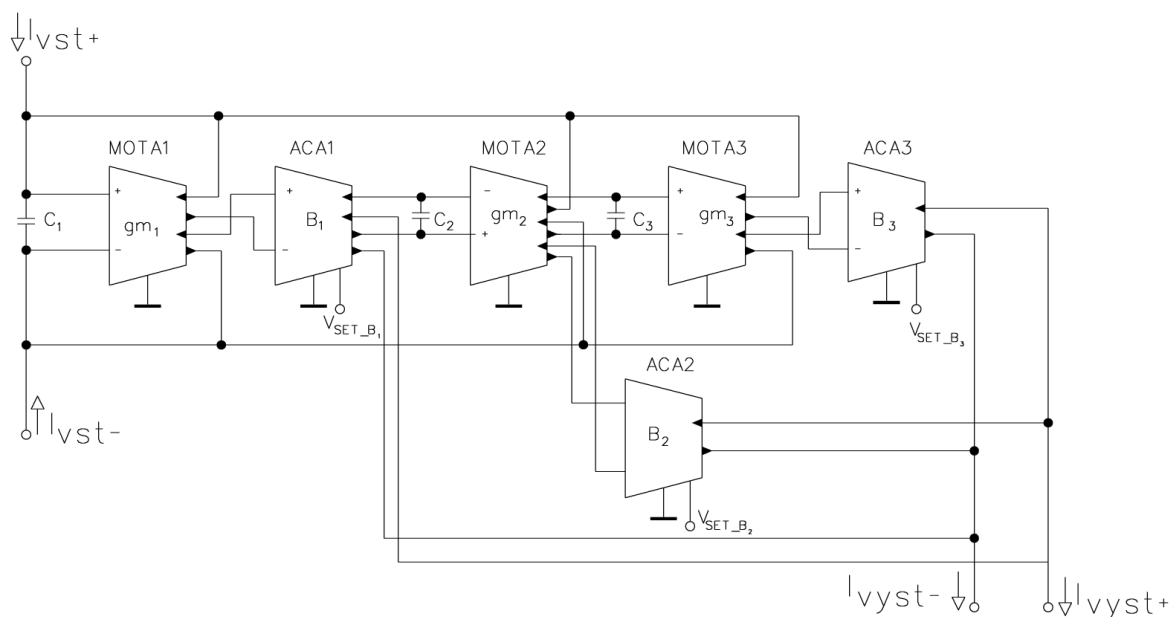 Ivst+
MOTA1 ACA1 MOTA2 MOTA3 ACA3
+ + - + +
C1 gm1 B1 C2 gm2 C3 gm3 B3
- - + - -
VSET_B1 VSET_B3
ACA2
Ivst-
B2
VSET_B2
Ivyst- Ivyst+